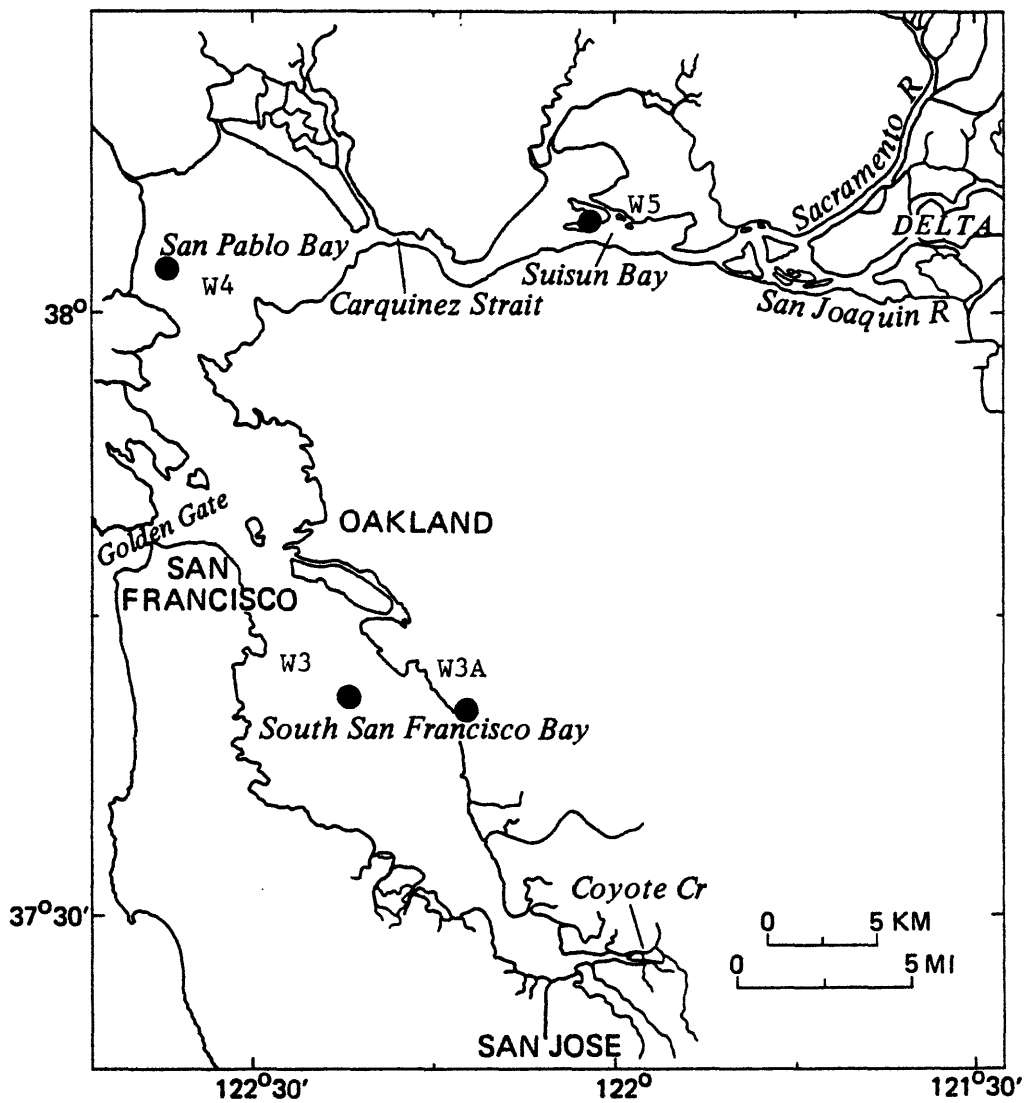 Sacramento R
W5
DELTA
San Pablo Bay
W4
Suisun Bay
Carquinez Strait
San Joaquin R
38°
Golden Gate
OAKLAND
SAN
FRANCISCO
W3
W3A
South San Francisco Bay
Coyote Cr
37°30'
0 5 KM
0 5 MI
SAN JOSE
122°30'
122°
121°30'